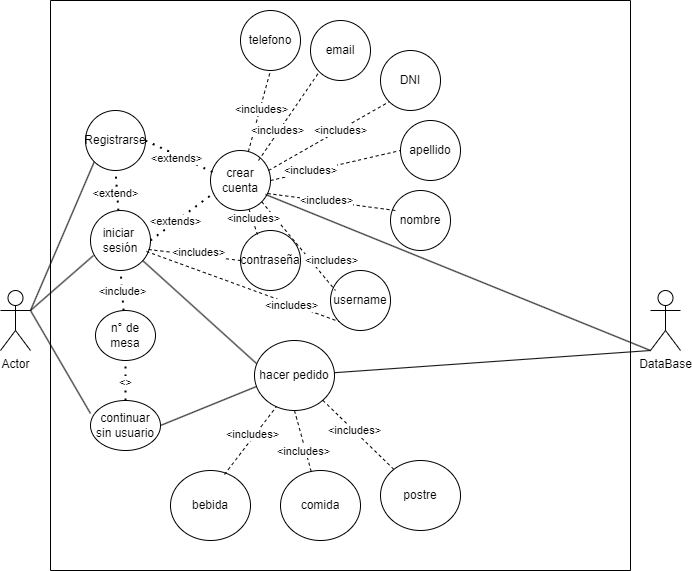 telefono
email
DNI
<includes>
<includes>
<includes>
Registrarse
<extends>
apellido
<includes>
crear
cuenta
<extend>
<includes>
nombre
<extends>
<includes>
iniciar
sesión
<includes>
<includes>
contraseña
<include>
<includes>
username
n° de
mesa
Actor
DataBase
hacer pedido
<>
continuar
sin usuario
<includes>
<includes>
<includes>
bebida
comida
postre